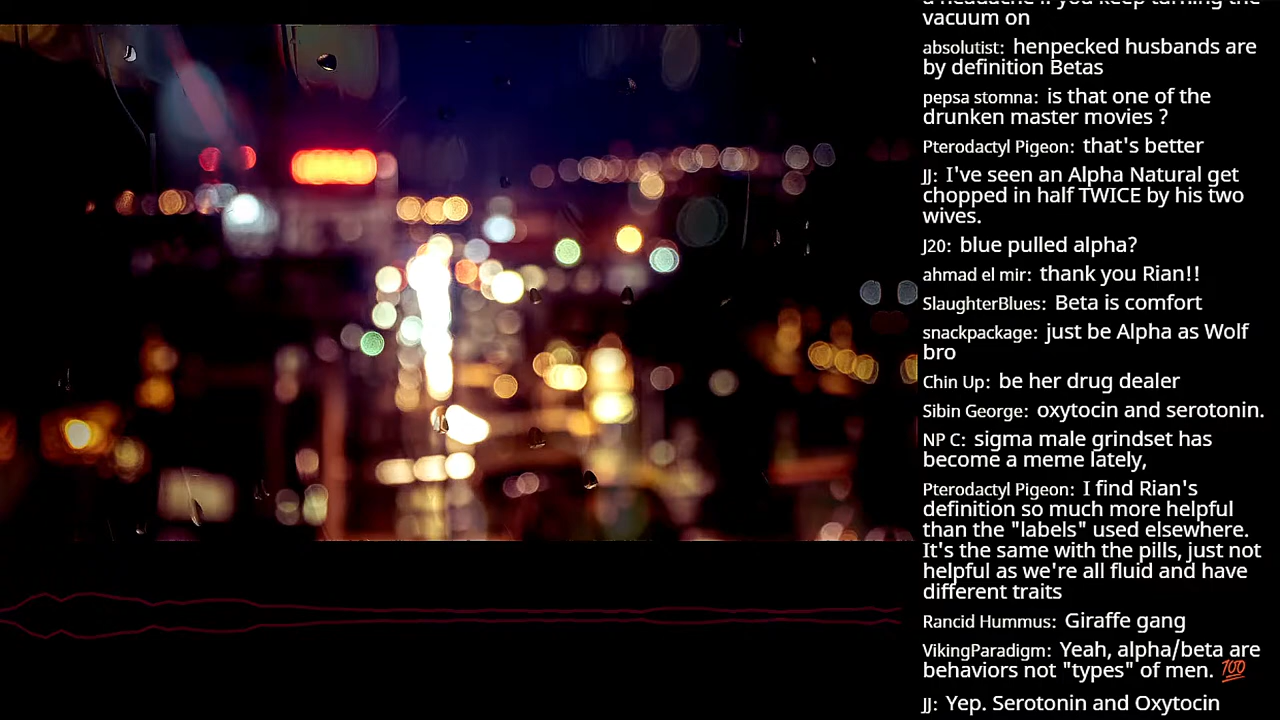 vacuum on
absolutist: henpecked husbands are
by definition Betas
pepsa stomna: is that one of the
drunken master movies ?
Pterodactyl Pigeon: that's better
JJ: I've seen an Alpha Natural get
chopped in half TWICE by his two
wives.
J20: blue pulled alpha?
ahmad el mir: thank you Rian!!
SlaughterBlues: Beta is comfort
snackpackage: just be Alpha as Wolf
bro
Chin Up: be her drug dealer
Sibin George: oxytocin and serotonin.
NP C: sigma male grindset has
become a meme lately,
Pterodactyl Pigeon: I find Rian's
definition so much more helpful
than the "labels" used elsewhere.
It's the same with the pills, just not
helpful as we're all fluid and have
different traits
Rancid Hummus: Giraffe gang
VikingParadigm: Yeah, alpha/beta are
behaviors not "types" of men. 💯
JJ: Yep. Serotonin and Oxytocin